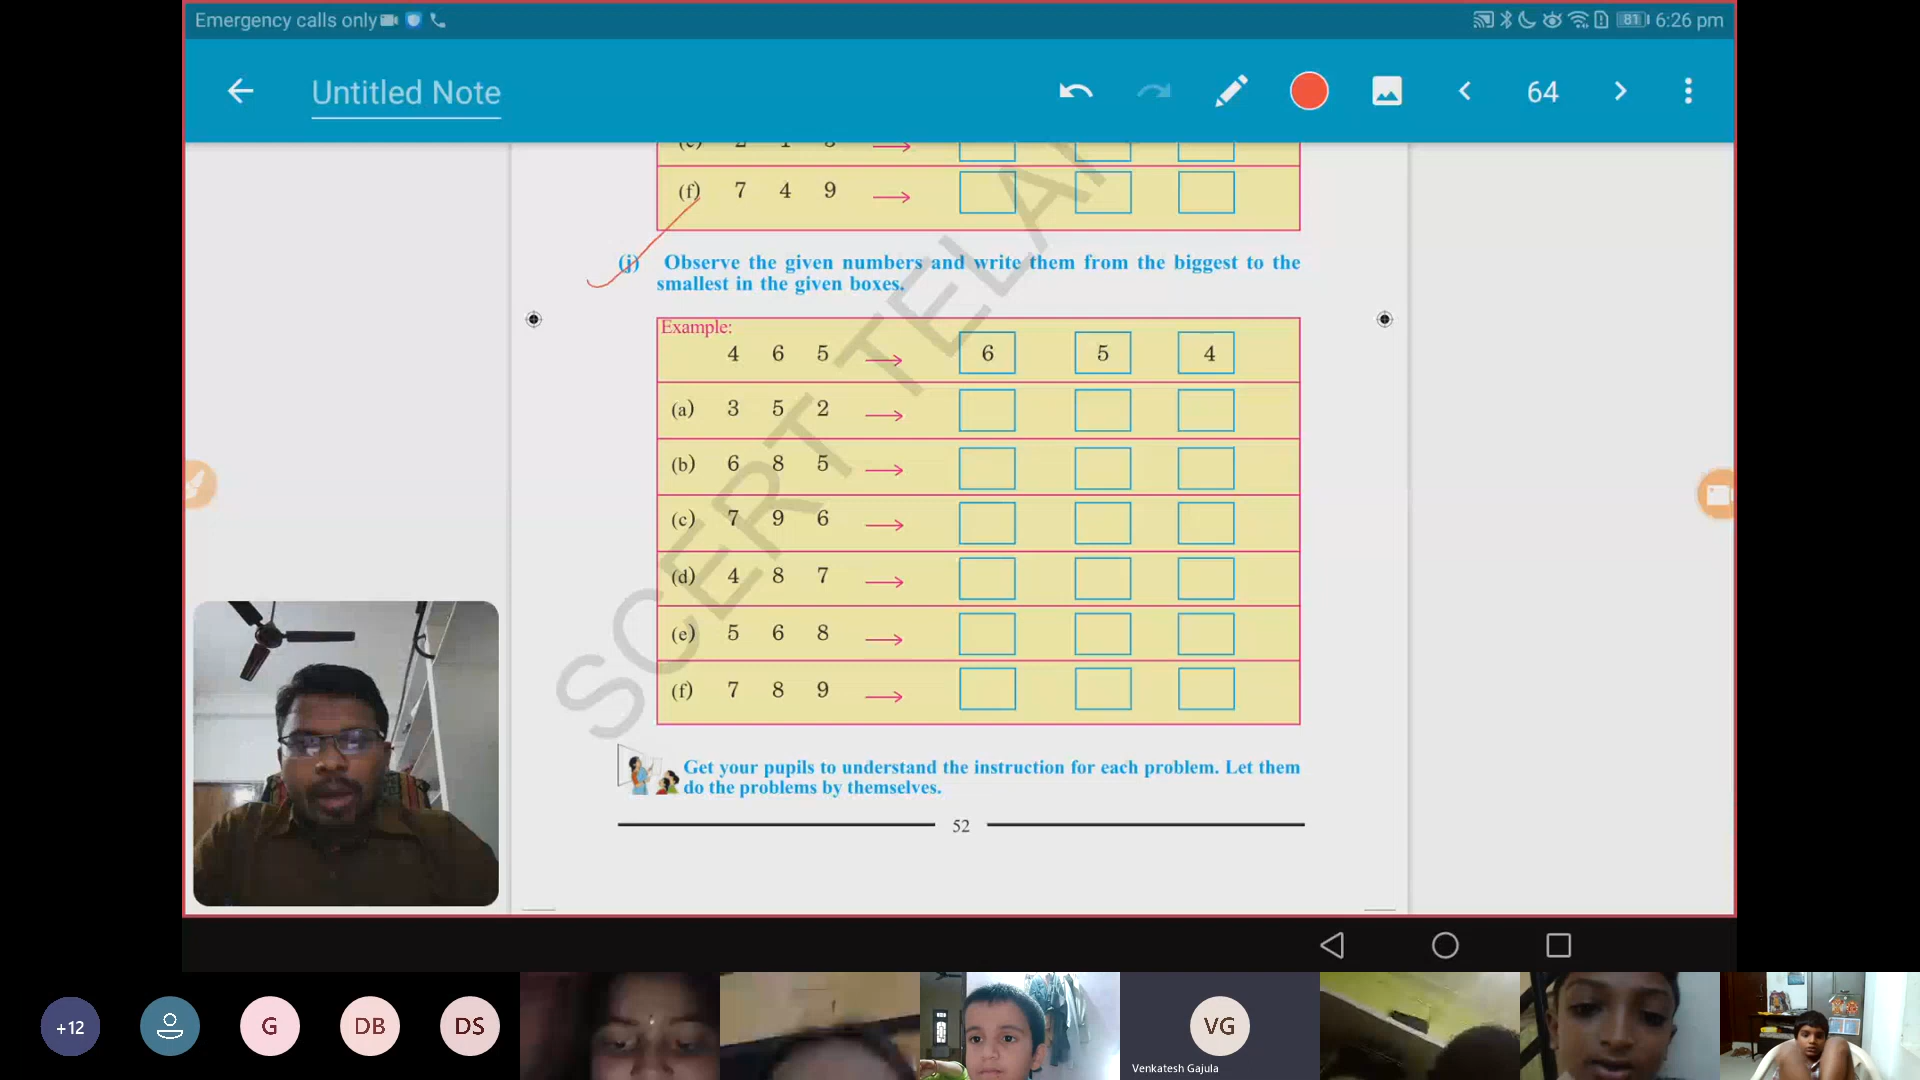 Emergency calls only
81 6:26 pm
Untitled Note
64
(f) 7 4 9
(j) Observe the given numbers and write them from the biggest to the
smallest in the given boxes.
Example:
4 6 5 6 5 4
(a) 3 5 2
(b) 6 8 5
(c) 7 9 6
(d) 4 8 7
(e) 5 6 8
(f) 7 8 9
SCERT TELAN
Get your pupils to understand the instruction for each problem. Let them
do the problems by themselves.
52
+12
G
DB
DS
VG
Venkatesh Gajula